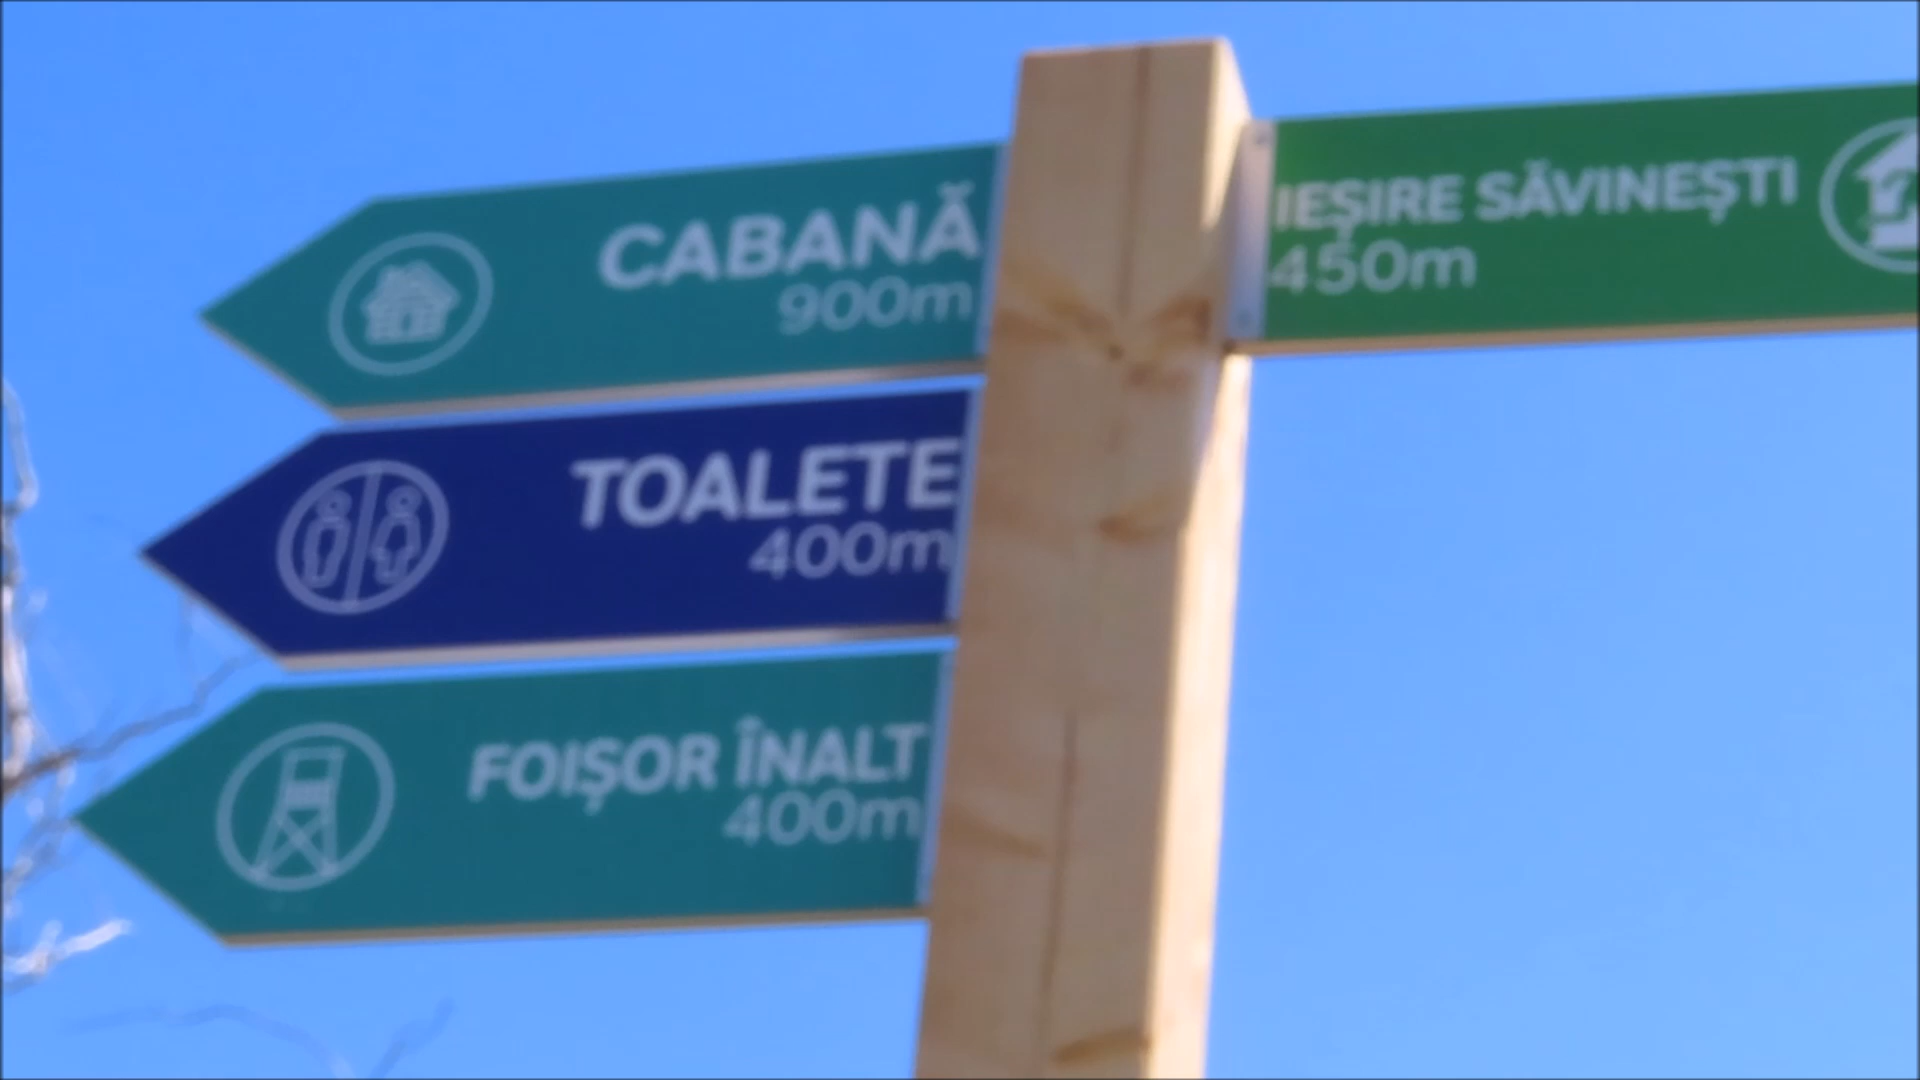 CABANĂ
900m
TOALETE
400m
FOIȘOR ÎNALT
400m
IEȘIRE SĂVINEȘTI
450m